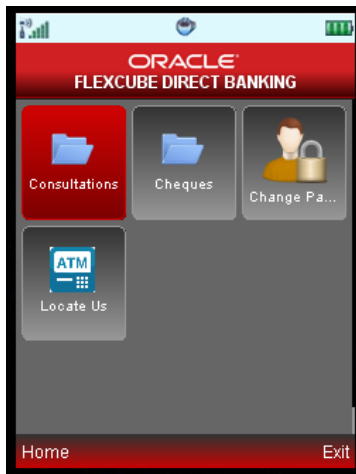 ORACLE
FLEXCUBE DIRECT BANKING
Consultations
Cheques
Change Pa...
ATM
Locate Us
Home
Exit